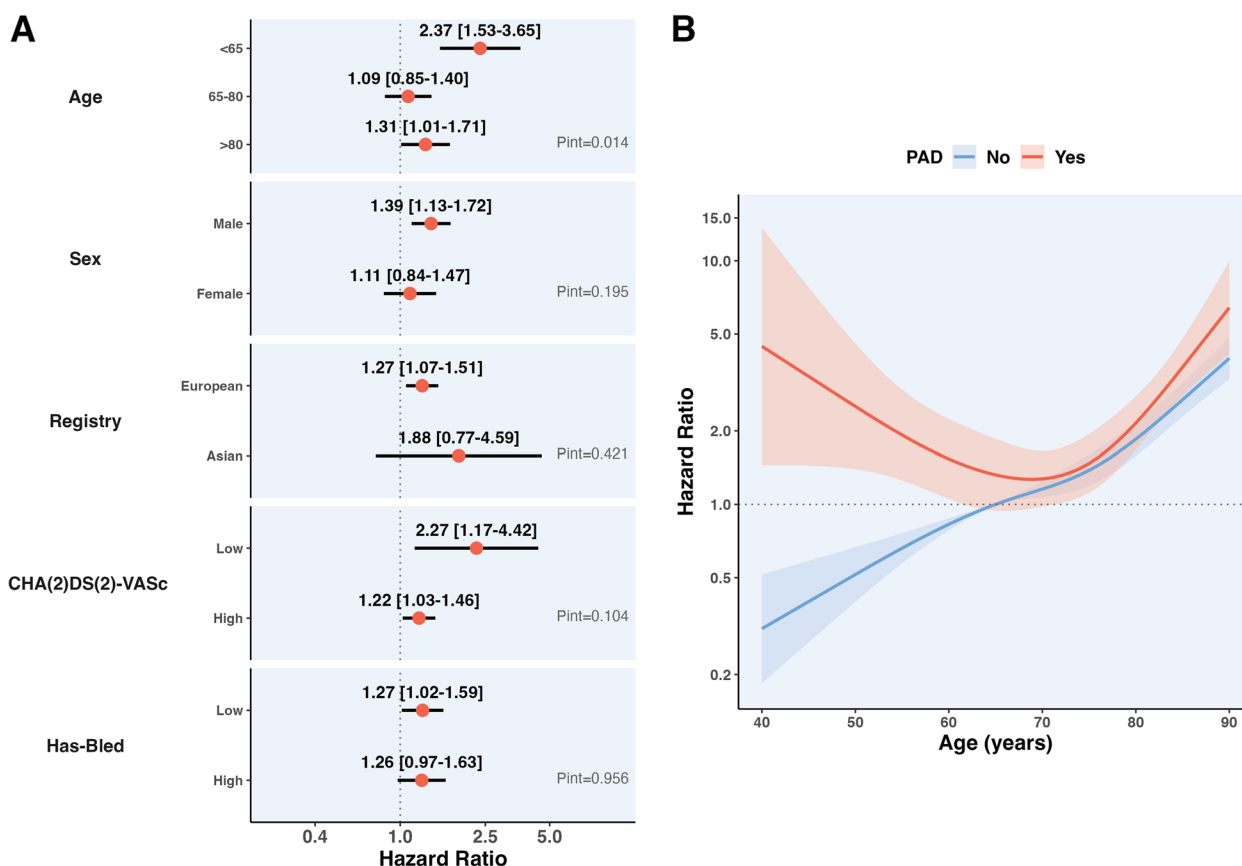 A
Age
<65
2.37 [1.53-3.65]
65-80
1.09 [0.85-1.40]
>80
1.31 [1.01-1.71]
Pint=0.014
Sex
Male
1.39 [1.13-1.72]
Female
1.11 [0.84-1.47]
Pint=0.195
Registry
European
1.27 [1.07-1.51]
Asian
1.88 [0.77-4.59]
Pint=0.421
CHA(2)DS(2)-VASc
Low
2.27 [1.17-4.42]
High
1.22 [1.03-1.46]
Pint=0.104
Has-Bled
Low
1.27 [1.02-1.59]
High
1.26 [0.97-1.63]
Pint=0.956
0.4 1.0 2.5 5.0
Hazard Ratio
B
PAD No Yes
Hazard Ratio
15.0
10.0
5.0
2.0
1.0
0.5
0.2
40 50 60 70 80 90
Age (years)